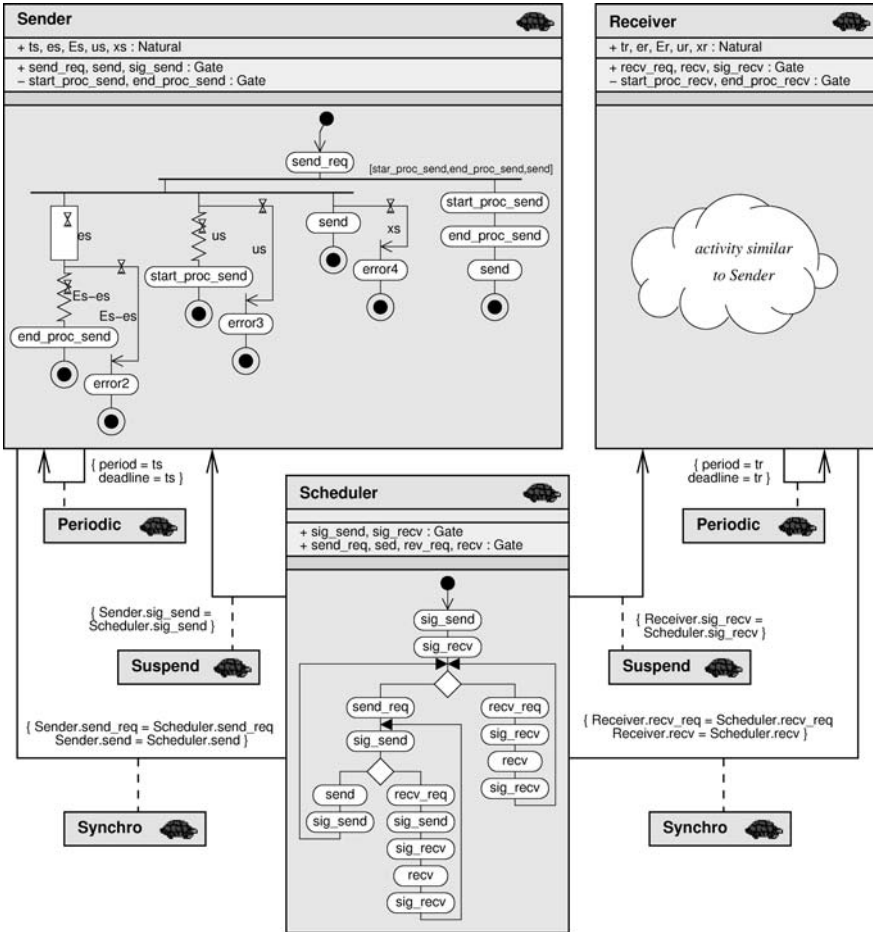 Sender
+ ts, es, Es, us, xs : Natural
+ send_req, send, sig_send : Gate
− start_proc_send, end_proc_send : Gate
send_req
[star_proc_send,end_proc_send,send]
es
Es−es
Es−es
end_proc_send
error2
us
us
start_proc_send
error3
send
xs
error4
start_proc_send
end_proc_send
send
Receiver
+ tr, er, Er, ur, xr : Natural
+ recv_req, recv, sig_recv : Gate
− start_proc_recv, end_proc_recv : Gate
activity similar
to Sender
{ period = ts
deadline = ts }
Periodic
{ period = tr
deadline = tr }
Periodic
{ Sender.sig_send =
Scheduler.sig_send }
Suspend
{ Receiver.sig_recv =
Scheduler.sig_recv }
Suspend
{ Sender.send_req = Scheduler.send_req
Sender.send = Scheduler.send }
Synchro
{ Receiver.recv_req = Scheduler.recv_req
Receiver.recv = Scheduler.recv }
Synchro
Scheduler
+ sig_send, sig_recv : Gate
+ send_req, sed, rev_req, recv : Gate
sig_send
sig_recv
send_req
sig_send
send
sig_send
recv_req
sig_send
sig_recv
recv
sig_recv
recv_req
sig_recv
recv
sig_recv